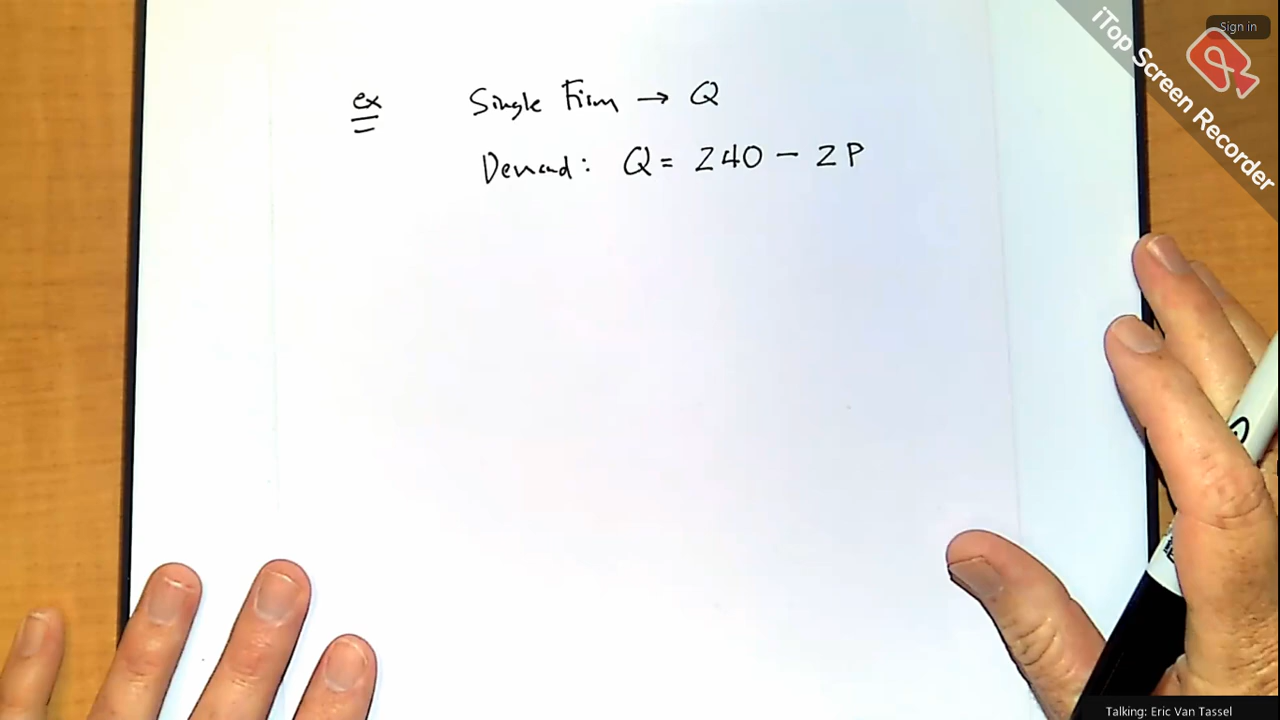 Sign in
iTop Screen Recorder
ex Single Firm → Q
Demand: Q = 240 - 2P
Talking: Eric Van Tassel